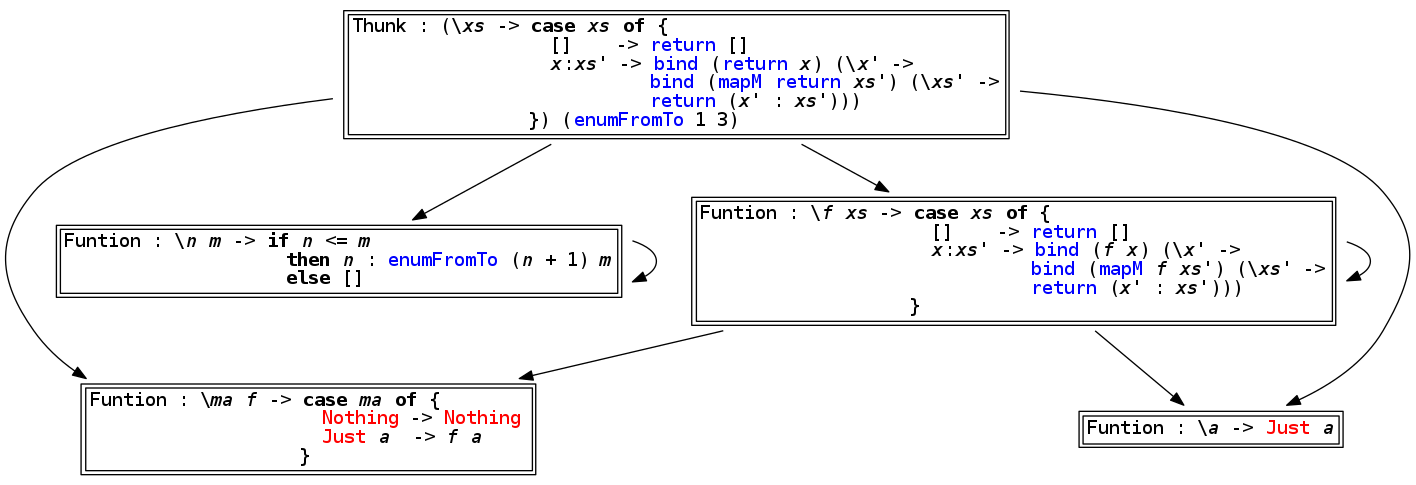 Thunk : (\xs -> case xs of {
[] -> return []
x:xs' -> bind (return x) (\x' ->
bind (mapM return xs') (\xs' ->
return (x' : xs')))
}) (enumFromTo 1 3)
Funtion : \n m -> if n <= m
then n : enumFromTo (n + 1) m
else []
Funtion : \f xs -> case xs of {
[] -> return []
x:xs' -> bind (f x) (\x' ->
bind (mapM f xs') (\xs' ->
return (x' : xs')))
}
Funtion : \ma f -> case ma of {
Nothing -> Nothing
Just a -> f a
}
Funtion : \a -> Just a